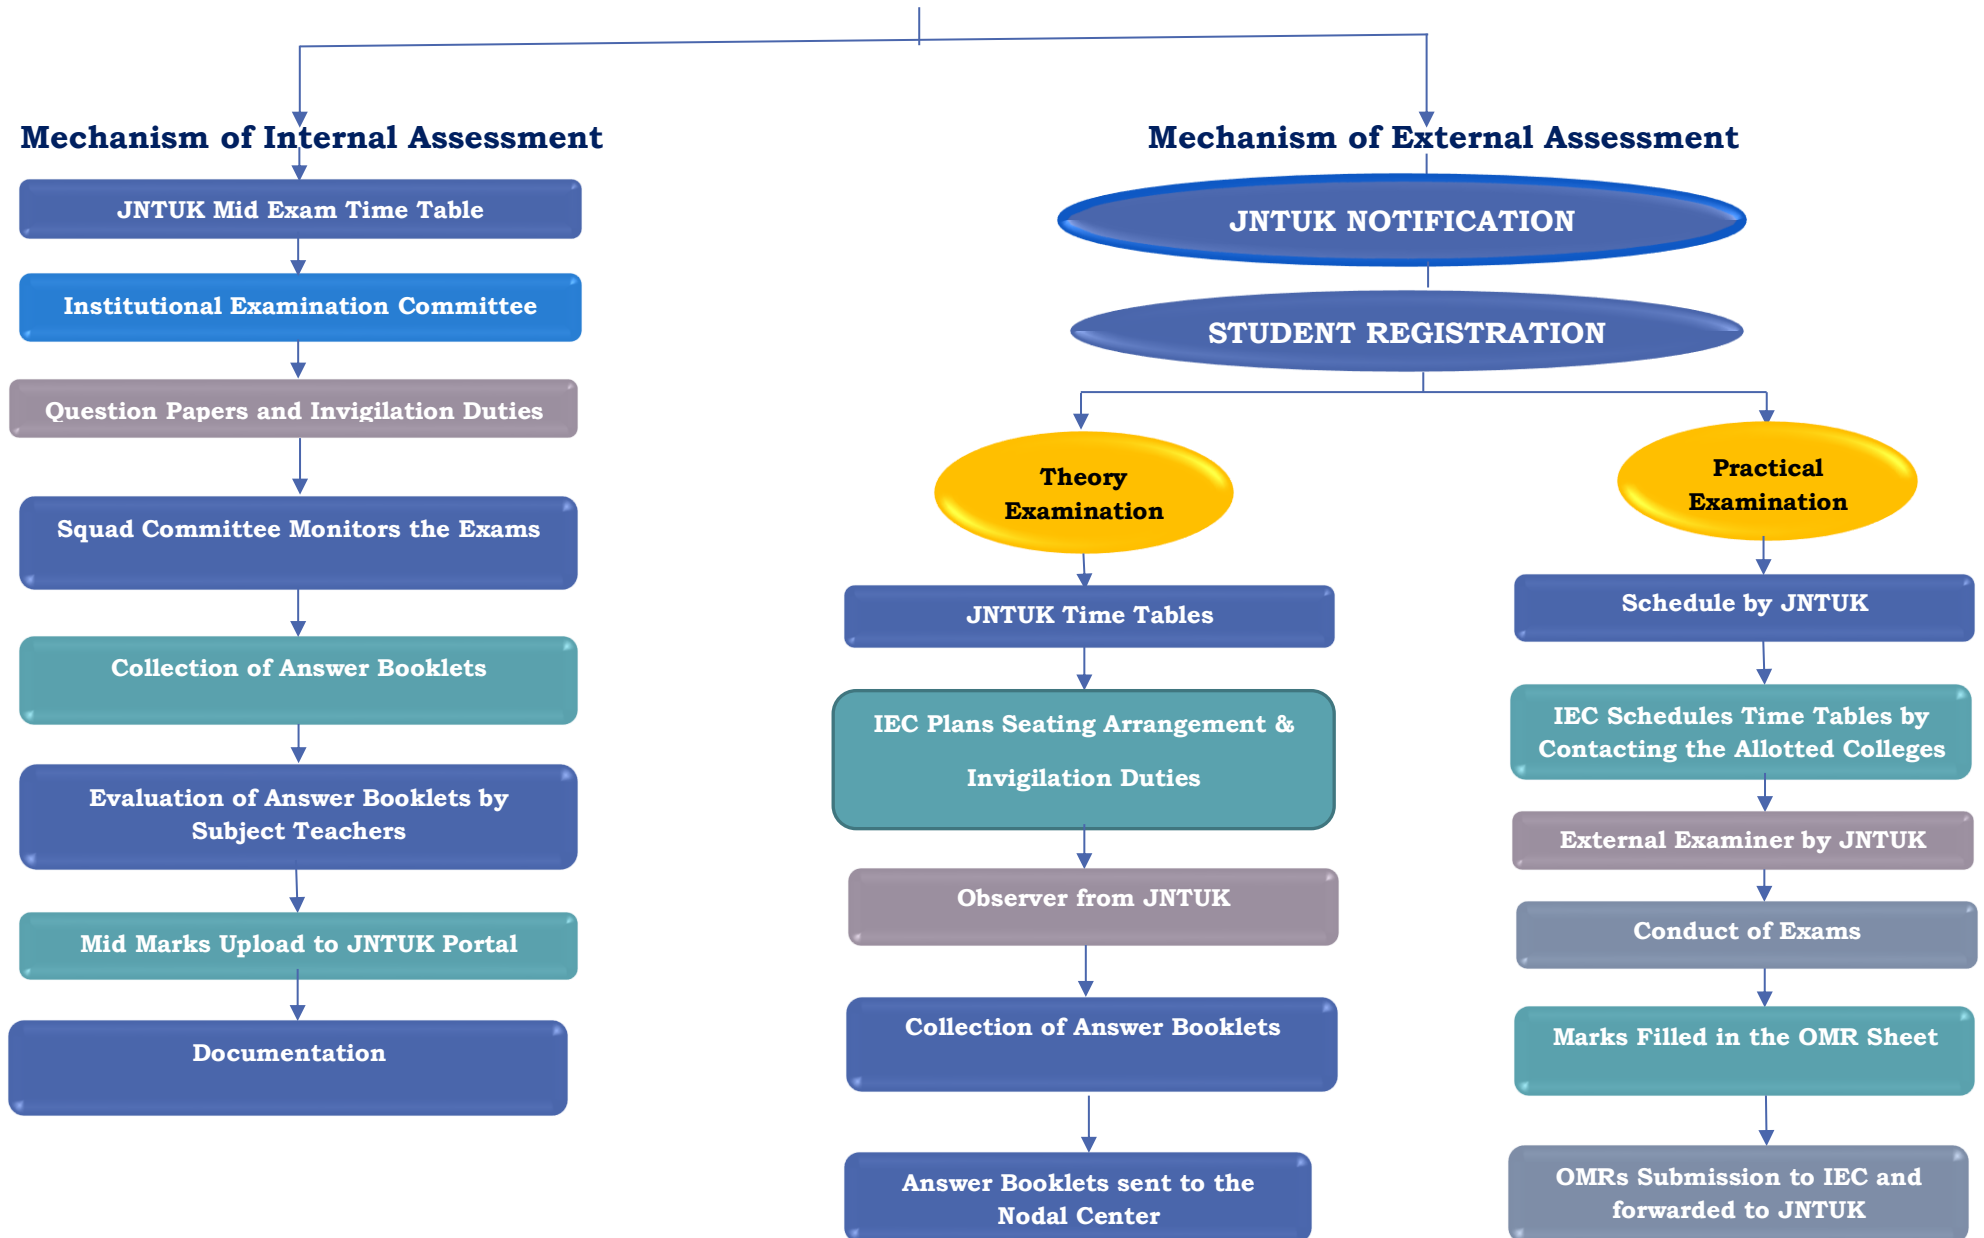 Mechanism of Internal Assessment
JNTUK Mid Exam Time Table
Institutional Examination Committee
Question Papers and Invigilation Duties
Squad Committee Monitors the Exams
Collection of Answer Booklets
Evaluation of Answer Booklets by
Subject Teachers
Mid Marks Upload to JNTUK Portal
Documentation
Mechanism of External Assessment
JNTUK NOTIFICATION
STUDENT REGISTRATION
Theory
Examination
JNTUK Time Tables
IEC Plans Seating Arrangement &
Invigilation Duties
Observer from JNTUK
Collection of Answer Booklets
Answer Booklets sent to the
Nodal Center
Practical
Examination
Schedule by JNTUK
IEC Schedules Time Tables by
Contacting the Allotted Colleges
External Examiner by JNTUK
Conduct of Exams
Marks Filled in the OMR Sheet
OMRs Submission to IEC and
forwarded to JNTUK